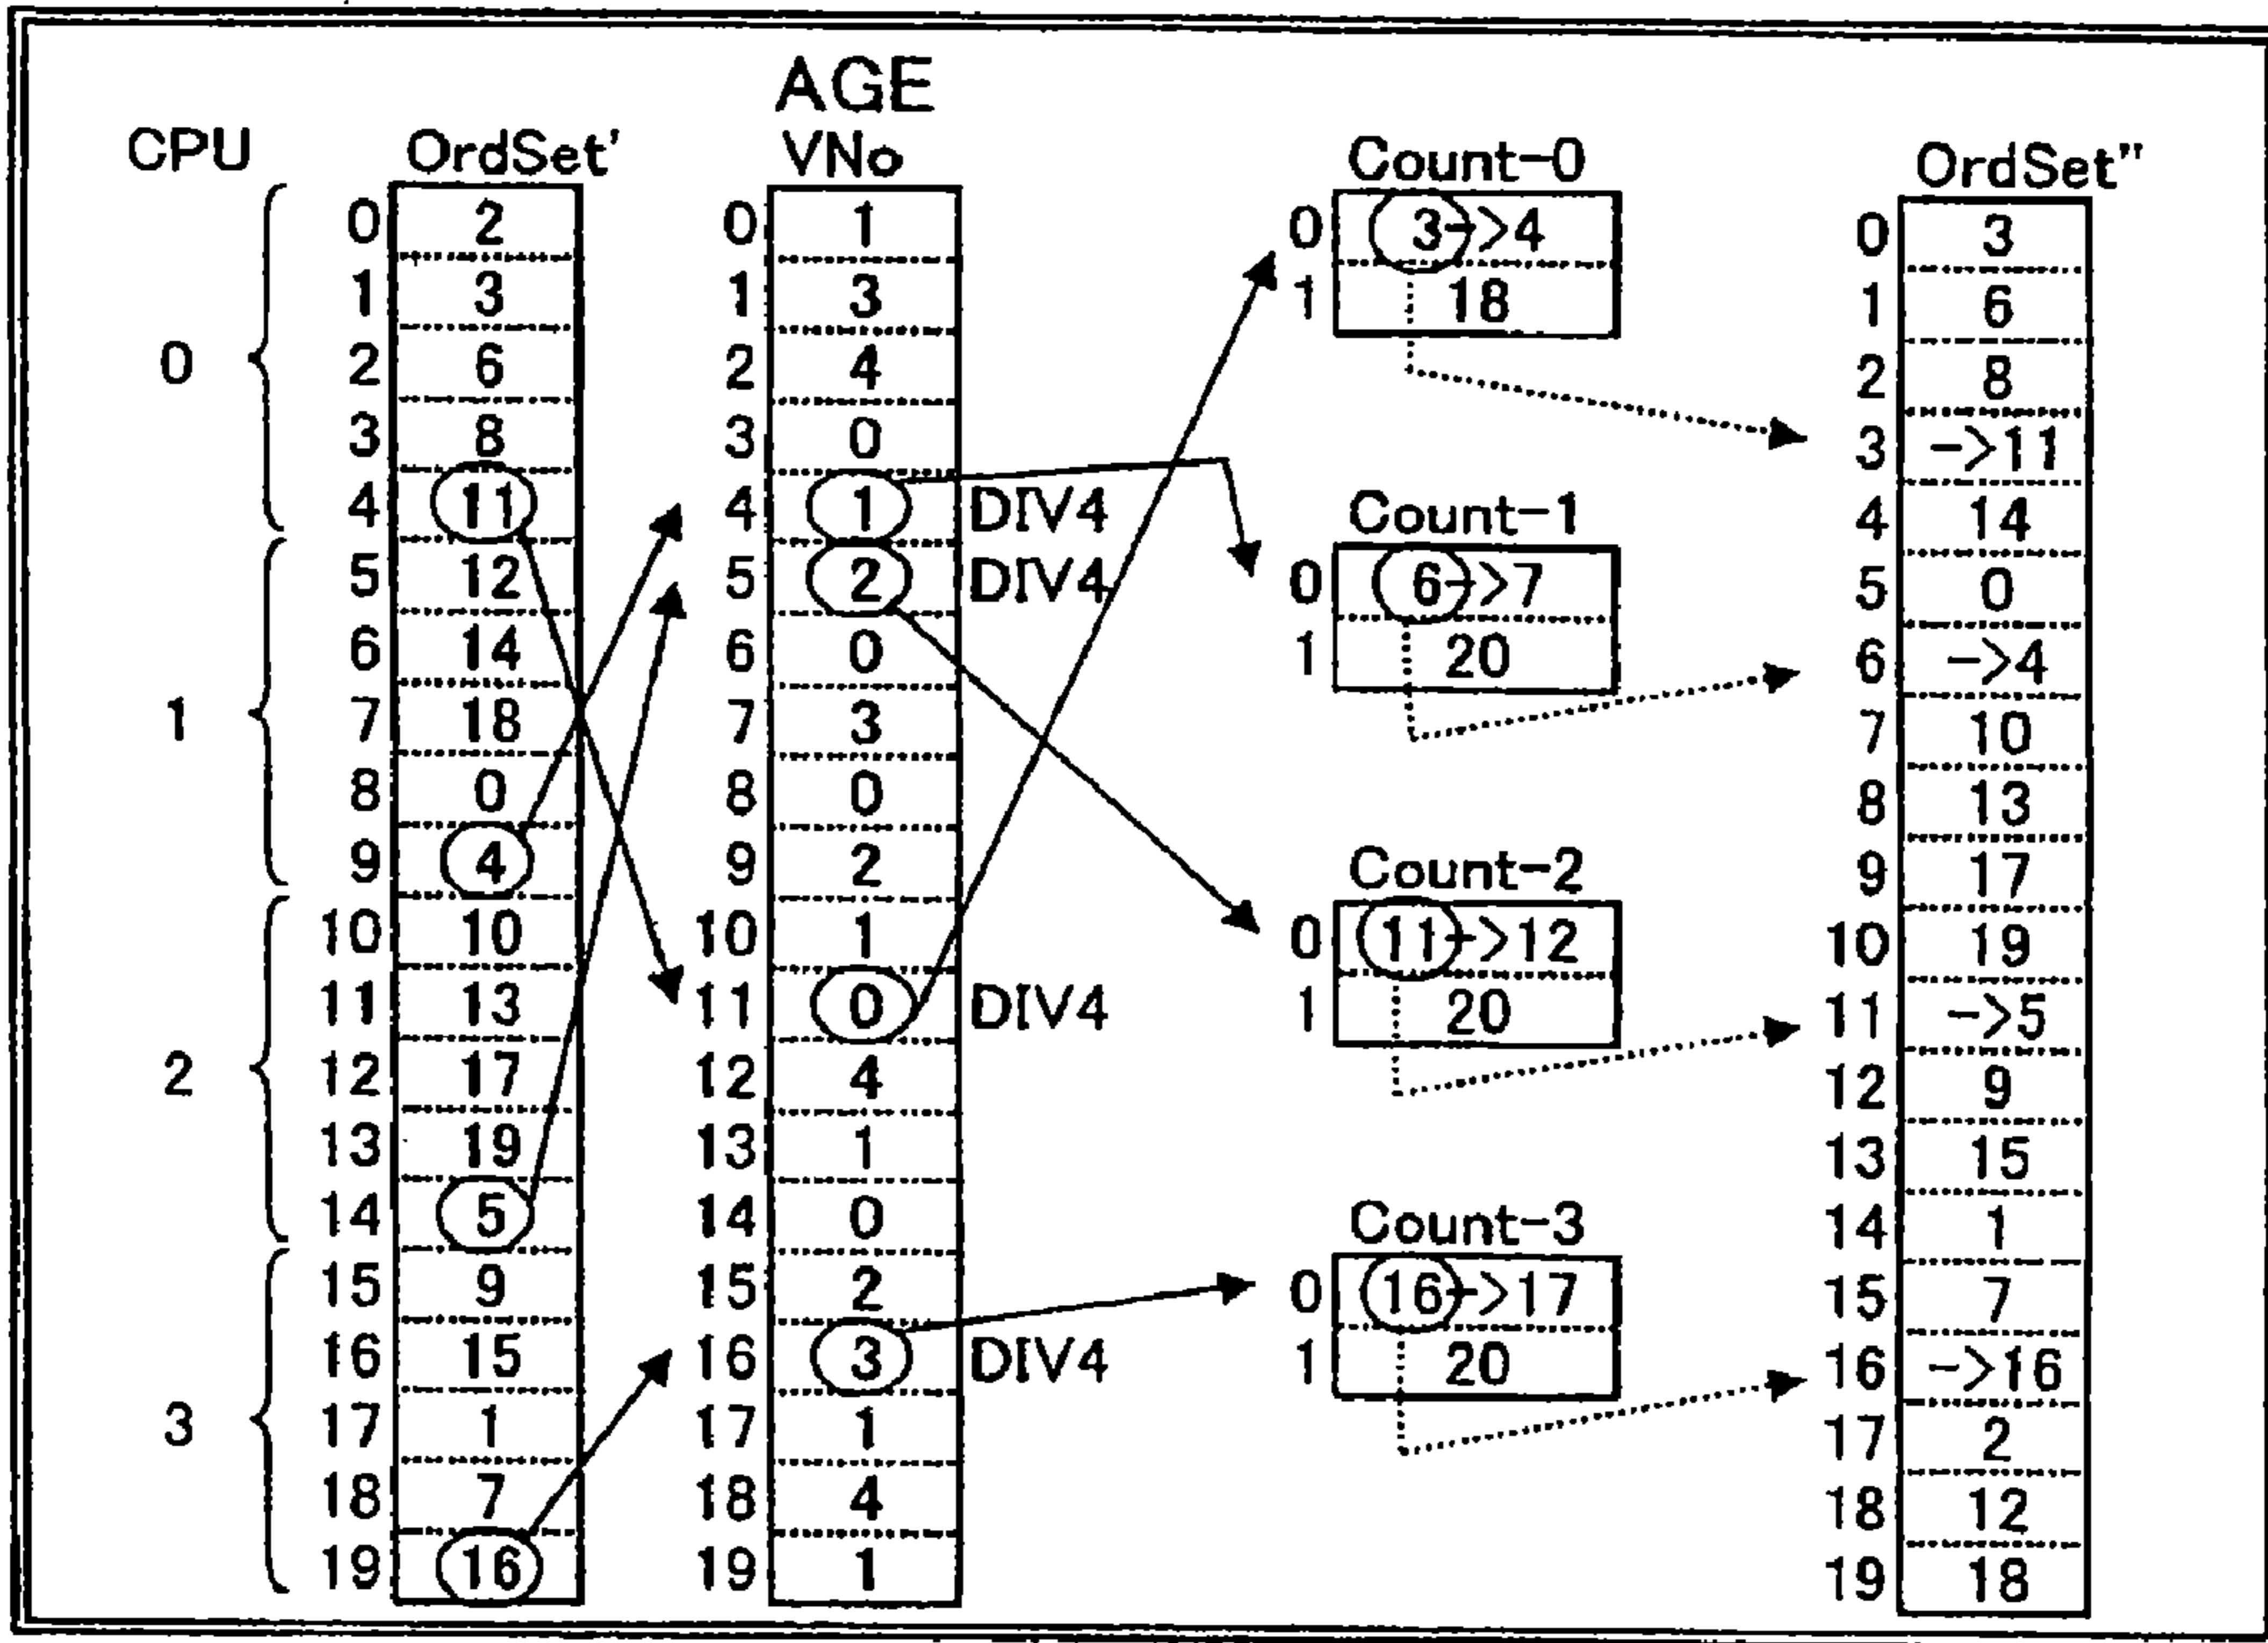 AGE
CPU OrdSet' VNo Count-0 OrdSet"
0 2 0 1 0 3->4 0 3
1 3 1 3 1 18 1 6
0 2 6 2 4 2 8
3 8 3 0 3 ->11
4 11 4 1 DIV4 Count-1 4 14
5 12 5 2 DIV4 0 6->7 5 0
6 14 6 0 1 20 6 ->4
1 7 18 7 3 7 10
8 0 8 0 8 13
9 4 9 2 Count-2 9 17
10 10 10 1 0 11->12 10 19
11 13 11 0 DIV4 1 20 11 ->5
2 12 17 12 4 12 9
13 19 13 1 13 15
14 5 14 0 Count-3 14 1
15 9 15 2 0 16->17 15 7
16 15 16 3 DIV4 1 20 16 ->16
3 17 1 17 1 17 2
18 7 18 4 18 12
19 16 19 1 19 18